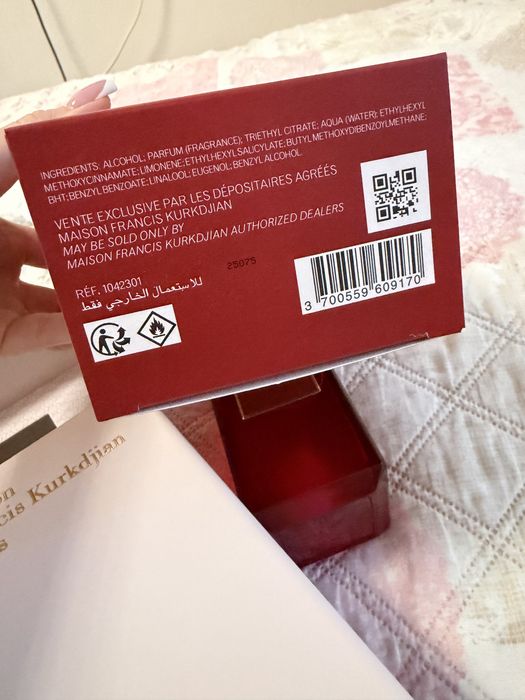 INGREDIENTS: ALCOHOL; PARFUM (FRAGRANCE); TRIETHYL CITRATE; AQUA (WATER); ETHYLHEXYL
METHOXYCINNAMATE; LIMONENE; ETHYLHEXYL SALICYLATE; BUTYL METHOXYDIBENZOYLMETHANE;
BHT; BENZYL BENZOATE; LINALOOL; EUGENOL; BENZYL ALCOHOL.
VENTE EXCLUSIVE PAR LES DÉPOSITAIRES AGRÉÉS
MAISON FRANCIS KURKDJIAN
MAY BE SOLD ONLY BY
MAISON FRANCIS KURKDJIAN AUTHORIZED DEALERS
25075
RÉF. 1042301
للاستعمال الخارجي فقط
3 700559 609170
on
cis Kurkdjian
s